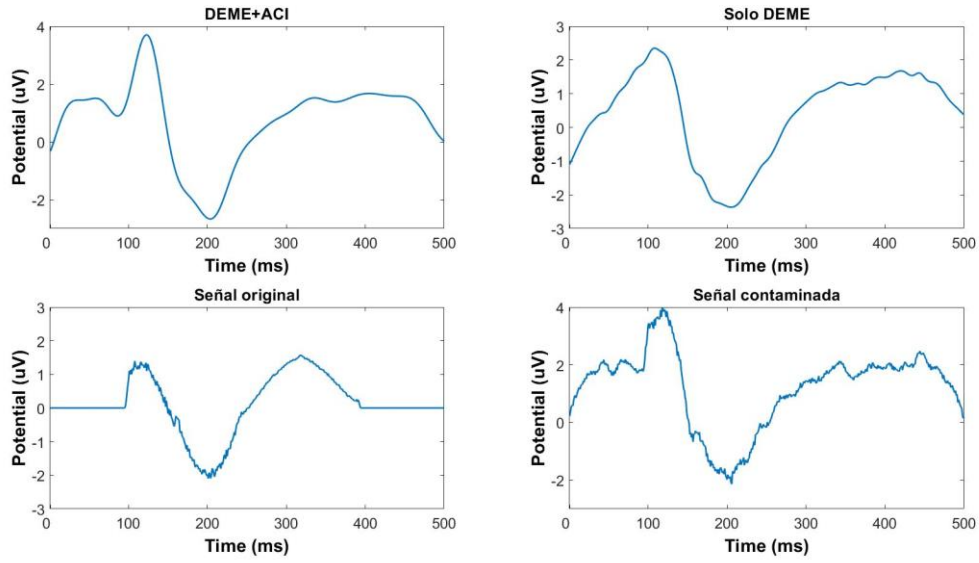 DEME+ACI
4
2
0
-2
Potential (uV)
0 100 200 300 400 500
Time (ms)
Solo DEME
3
2
1
0
-1
-2
-3
Potential (uV)
0 100 200 300 400 500
Time (ms)
Señal original
3
2
1
0
-1
-2
3
Potential (uV)
0 100 200 300 400 500
Time (ms)
Señal contaminada
4
2
0
-2
Potential (uV)
0 100 200 300 400 500
Time (ms)